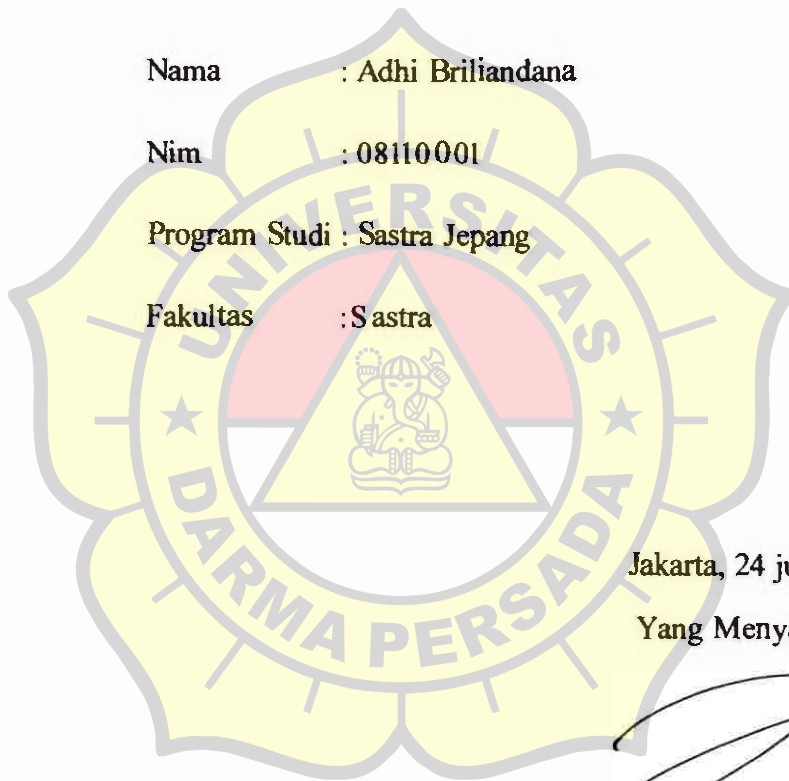 Nama : Adhi Briliandana
Nim : 08110001
Program Studi : Sastra Jepang
Fakultas :Sastra
UNIVERSITAS
DARMA PERSADA
Jakarta, 24
Yang